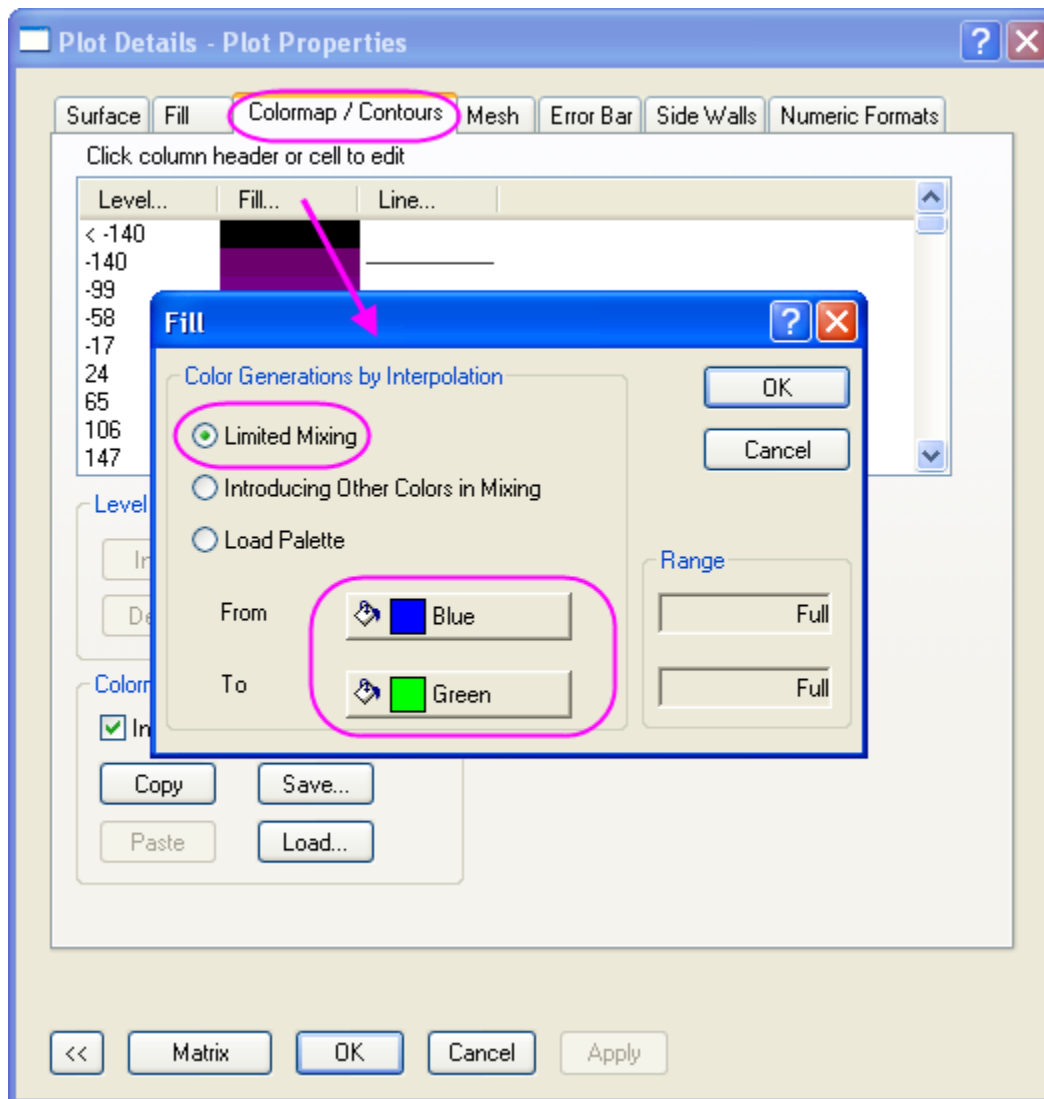 Plot Details - Plot Properties
Surface Fill Colormap / Contours Mesh Error Bar Side Walls Numeric Formats
Click column header or cell to edit
Level... Fill... Line...
< -140
-140
-99
-58
-17
24
65
106
147
Fill
Color Generations by Interpolation
Limited Mixing
Introducing Other Colors in Mixing
Load Palette
From Blue
To Green
OK
Cancel
Range
Full
Full
Level
Copy Save...
Paste Load...
<< Matrix OK Cancel Apply